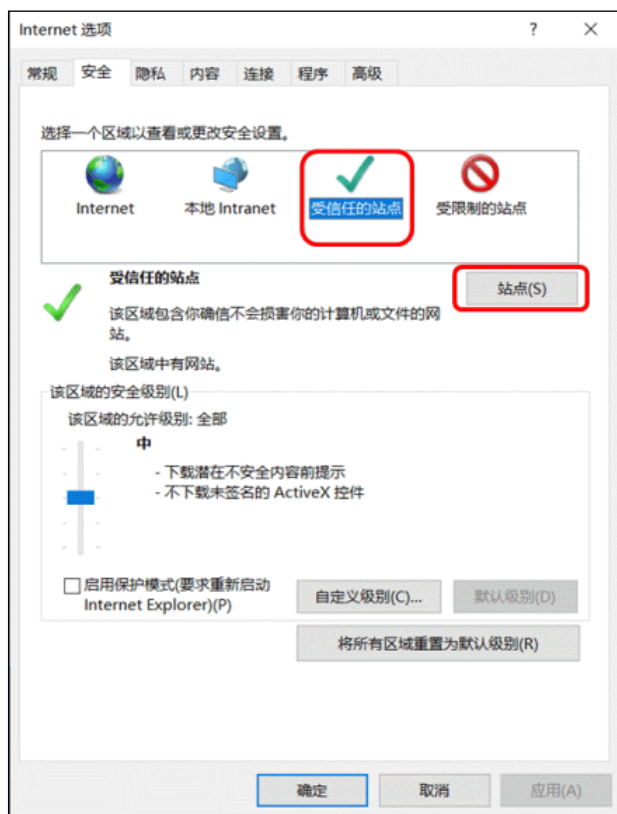 Internet 选项
?
常规 安全 隐私 内容 连接 程序 高级
选择一个区域以查看或更改安全设置。
Internet 本地 Intranet 受信任的站点 受限制的站点
受信任的站点
站点(S)
该区域包含你确信不会损害你的计算机或文件的网
站。
该区域中有网站。
该区域的安全级别(L)
该区域的允许级别: 全部
中
- 下载潜在不安全内容前提示
- 不下载未签名的 ActiveX 控件
启用保护模式(要求重新启动
Internet Explorer)(P)
自定义级别(C)... 默认级别(D)
将所有区域重置为默认级别(R)
确定 取消 应用(A)